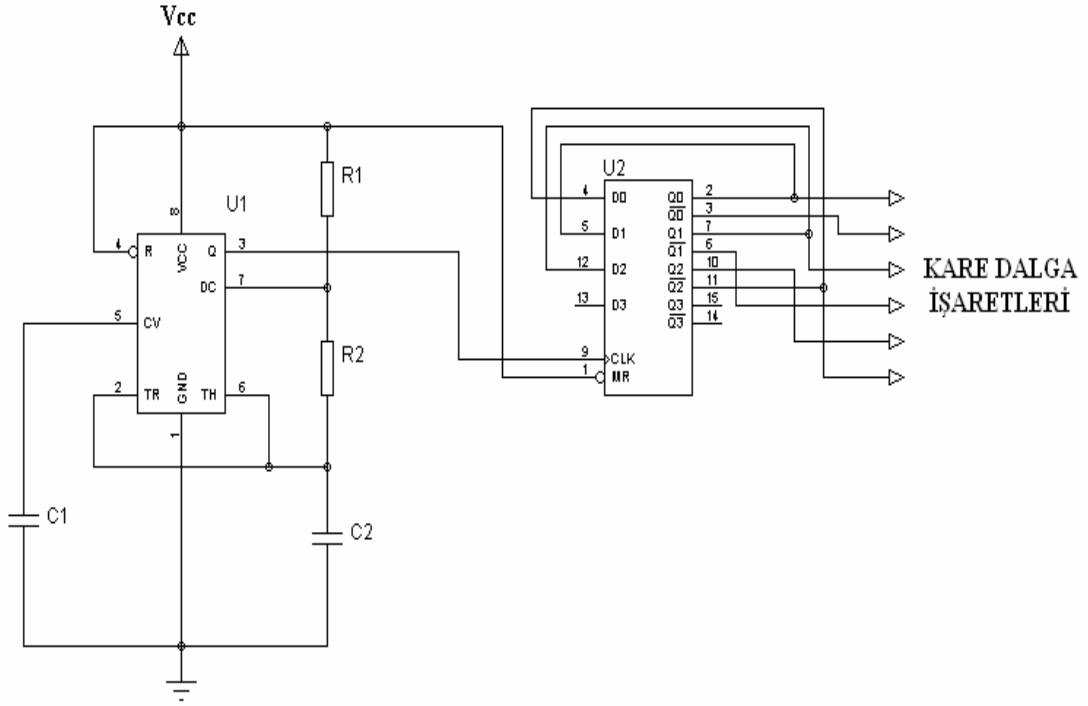 Vcc
R1
U1
8
4
R
VCC
Q
3
DC
7
5
CV
R2
2
TR
GND
TH
6
1
C1
C2
U2
4
D0
Q0
2
Q0
3
5
D1
Q1
7
Q1
6
12
D2
Q2
10
Q2
11
13
D3
Q3
15
Q3
14
9
CLK
1
MR
KARE DALGA
İŞARETLERİ